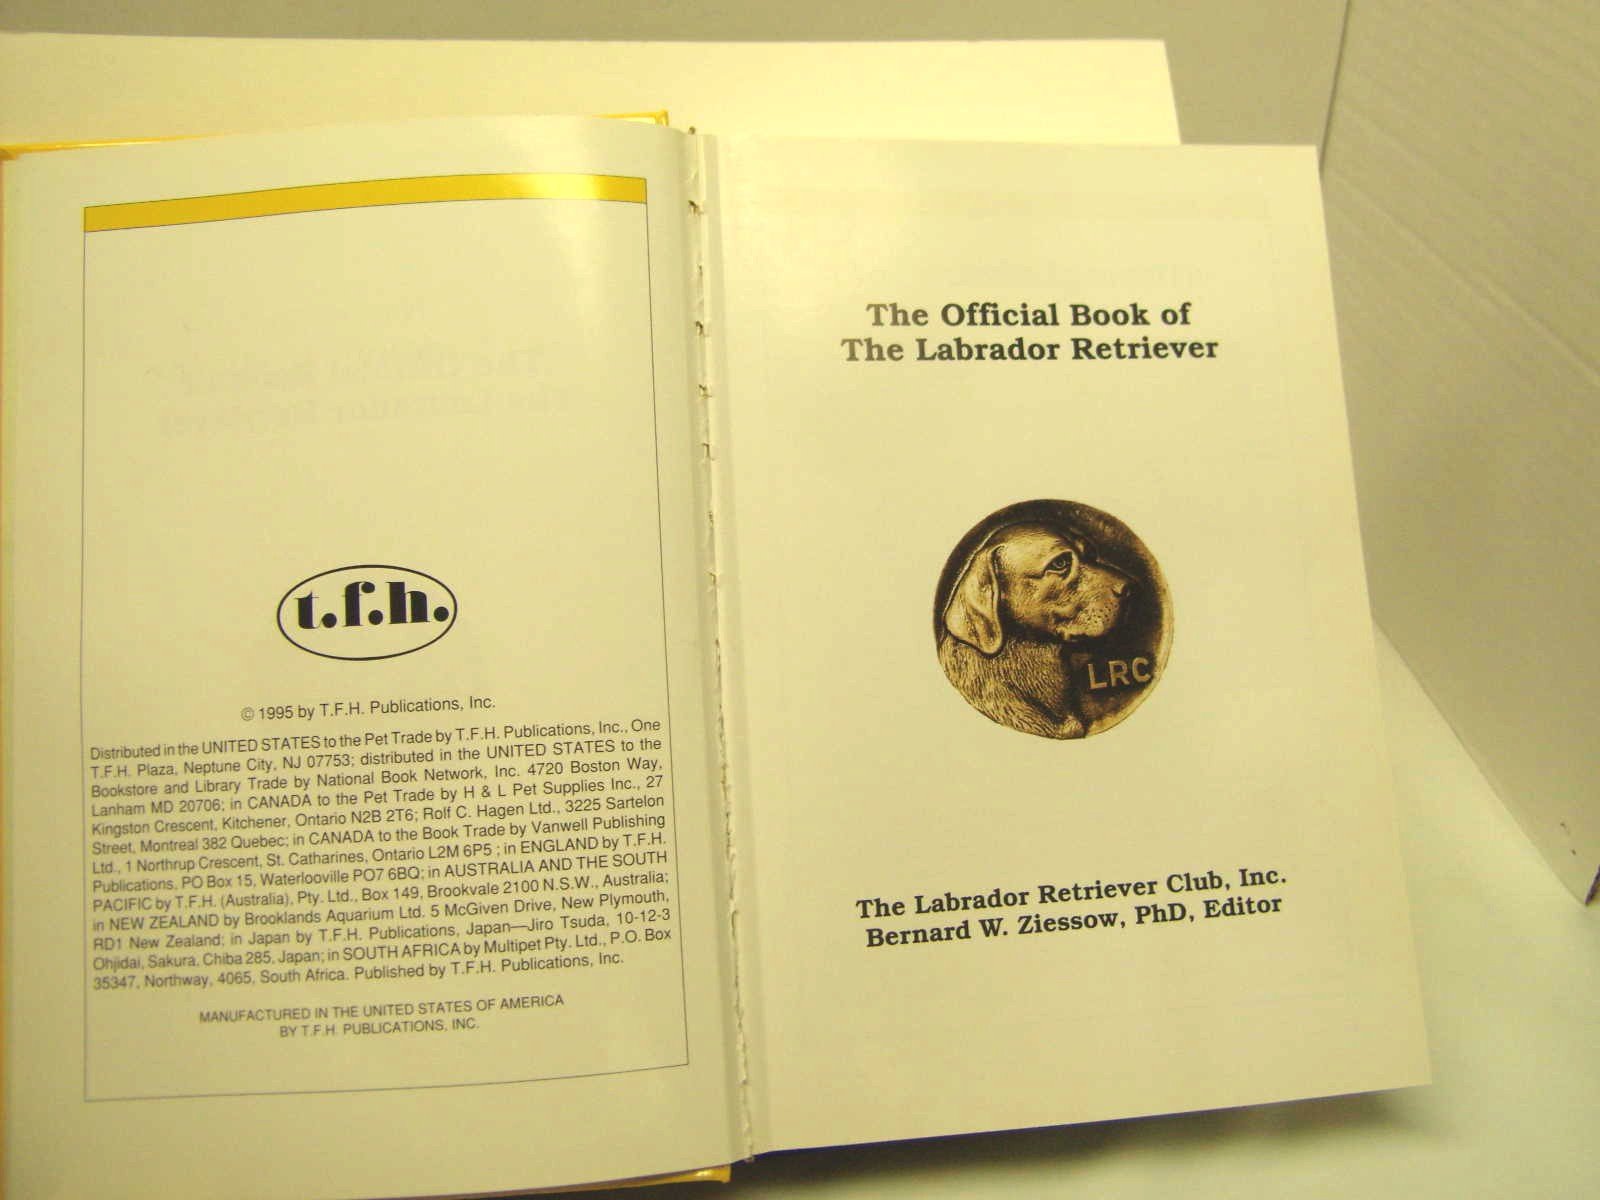 t.f.h.
© 1995 by T.F.H. Publications, Inc.
Distributed in the UNITED STATES to the Pet Trade by T.F.H. Publications, Inc., One
T.F.H. Plaza, Neptune City, NJ 07753; distributed in the UNITED STATES to the
Bookstore and Library Trade by National Book Network, Inc. 4720 Boston Way,
Lanham MD 20706; in CANADA to the Pet Trade by H & L Pet Supplies Inc., 27
Kingston Crescent, Kitchener, Ontario N2B 2T6; Rolf C. Hagen Ltd., 3225 Sartelon
Street, Montreal 382 Quebec; in CANADA to the Book Trade by Vanwell Publishing
Ltd., 1 Northrup Crescent, St. Catharines, Ontario L2M 6P5 ; in ENGLAND by T.F.H.
Publications, PO Box 15, Waterlooville PO7 6BQ; in AUSTRALIA AND THE SOUTH
PACIFIC by T.F.H. (Australia), Pty. Ltd., Box 149, Brookvale 2100 N.S.W., Australia;
in NEW ZEALAND by Brooklands Aquarium Ltd. 5 McGiven Drive, New Plymouth,
RD1 New Zealand; in Japan by T.F.H. Publications, Japan—Jiro Tsuda, 10-12-3
Ohjidai, Sakura, Chiba 285, Japan; in SOUTH AFRICA by Multipet Pty. Ltd., P.O. Box
35347, Northway, 4065, South Africa. Published by T.F.H. Publications, Inc.
MANUFACTURED IN THE UNITED STATES OF AMERICA
BY T.F.H. PUBLICATIONS, INC.
The Official Book of
The Labrador Retriever
LRC
The Labrador Retriever Club, Inc.
Bernard W. Ziessow, PhD, Editor